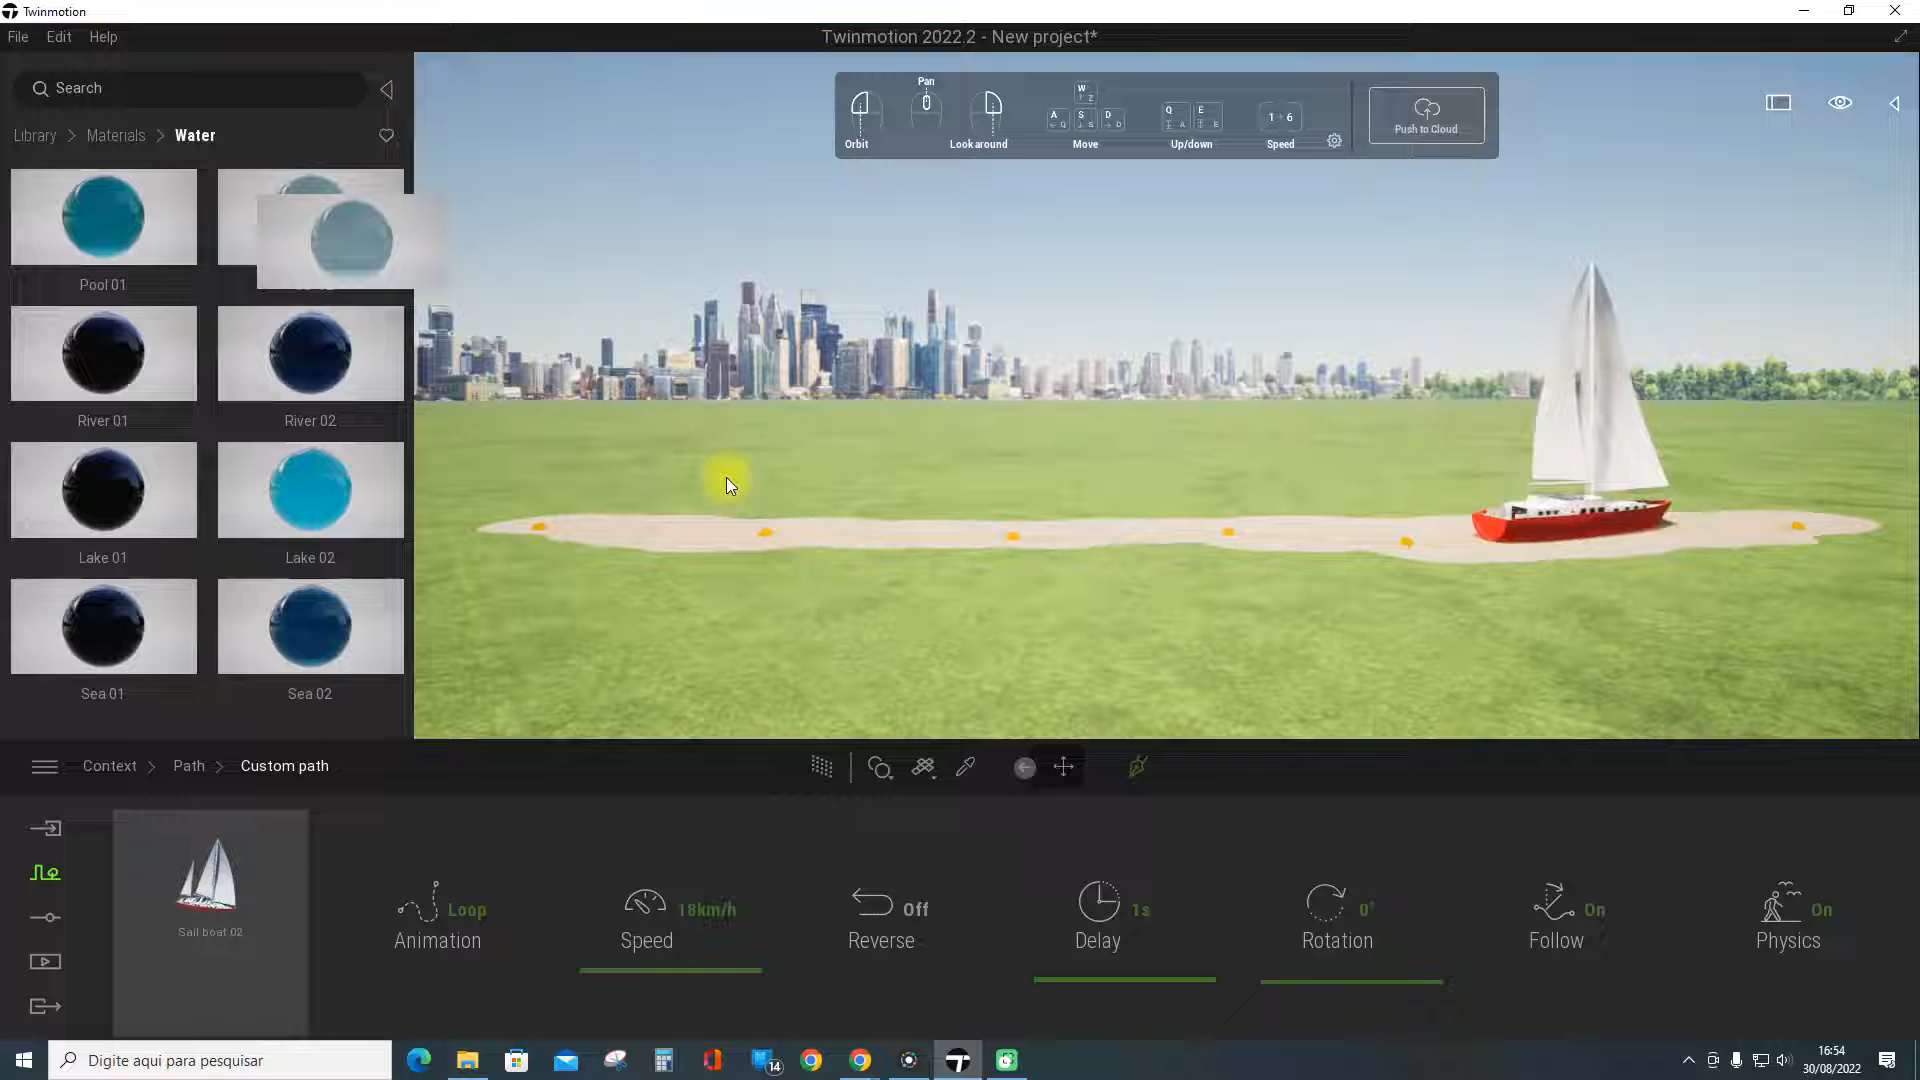 Twinmotion
File Edit Help
Twinmotion 2022.2 - New project*
Search
Library Materials Water
Pool 01
River 01
River 02
Lake 01
Lake 02
Sea 01
Sea 02
Pan
Orbit
Look around
W
Z
A
Q
S
S
D
D
Move
Q
A
E
E
Up/down
1 6
Speed
Push to Cloud
Context Path Custom path
Sail boat 02
Loop
Animation
18km/h
Speed
Off
Reverse
1s
Delay
0°
Rotation
On
Follow
On
Physics
Digite aqui para pesquisar
14
16:54
30/08/2022